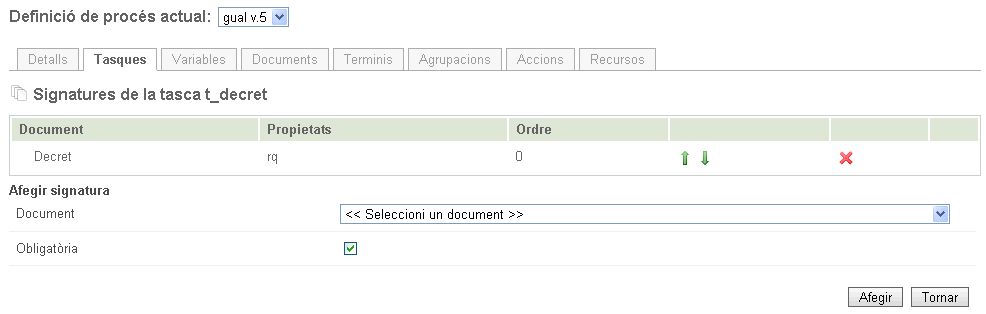 Definició de procés actual: gual v.5
Detalls Tasques Variables Documents Terminis Agrupacions Accions Recursos
Signatures de la tasca t_decret
Document Propietats Ordre
Decret rq 0
Afegir signatura
Document << Seleccioni un document >>
Obligatòria
Afegir Tornar